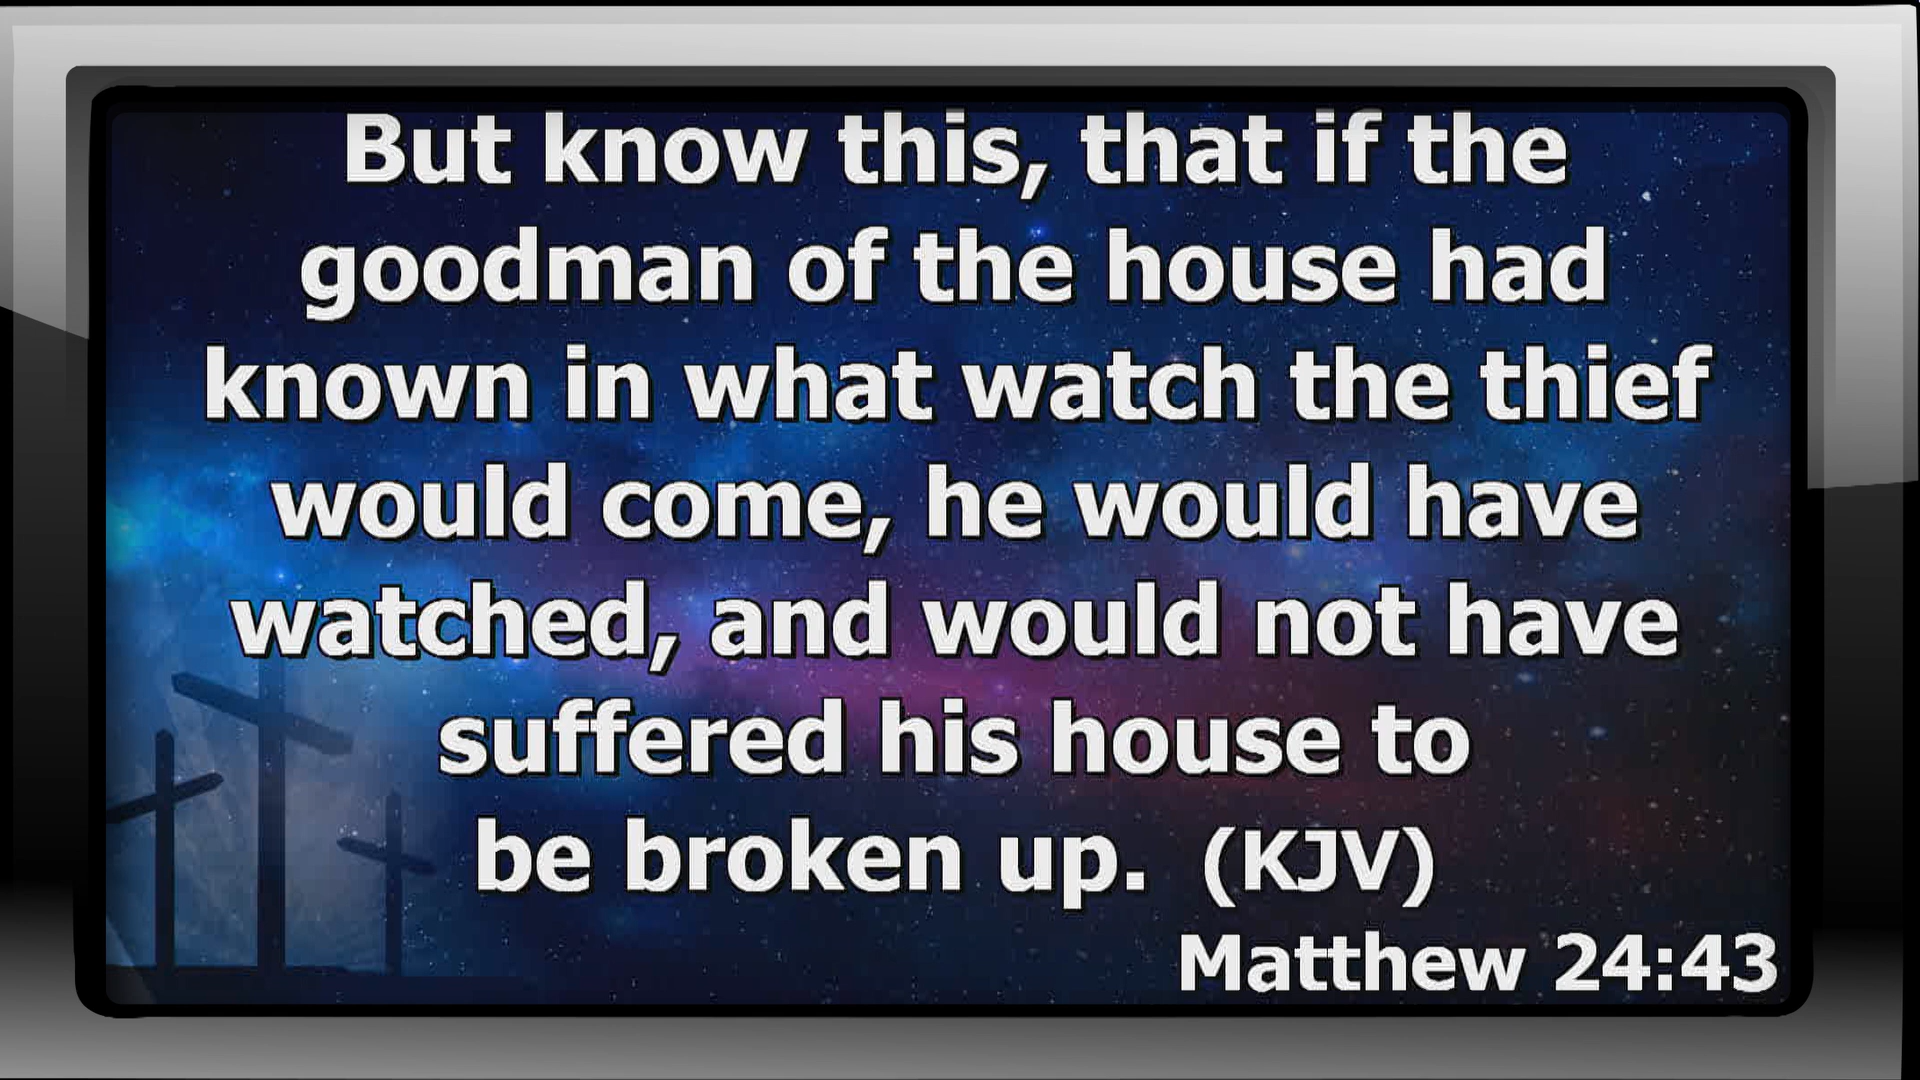 But know this, that if the
goodman of the house had
known in what watch the thief
would come, he would have
watched, and would not have
suffered his house to
be broken up.  (KJV)
Matthew 24:43